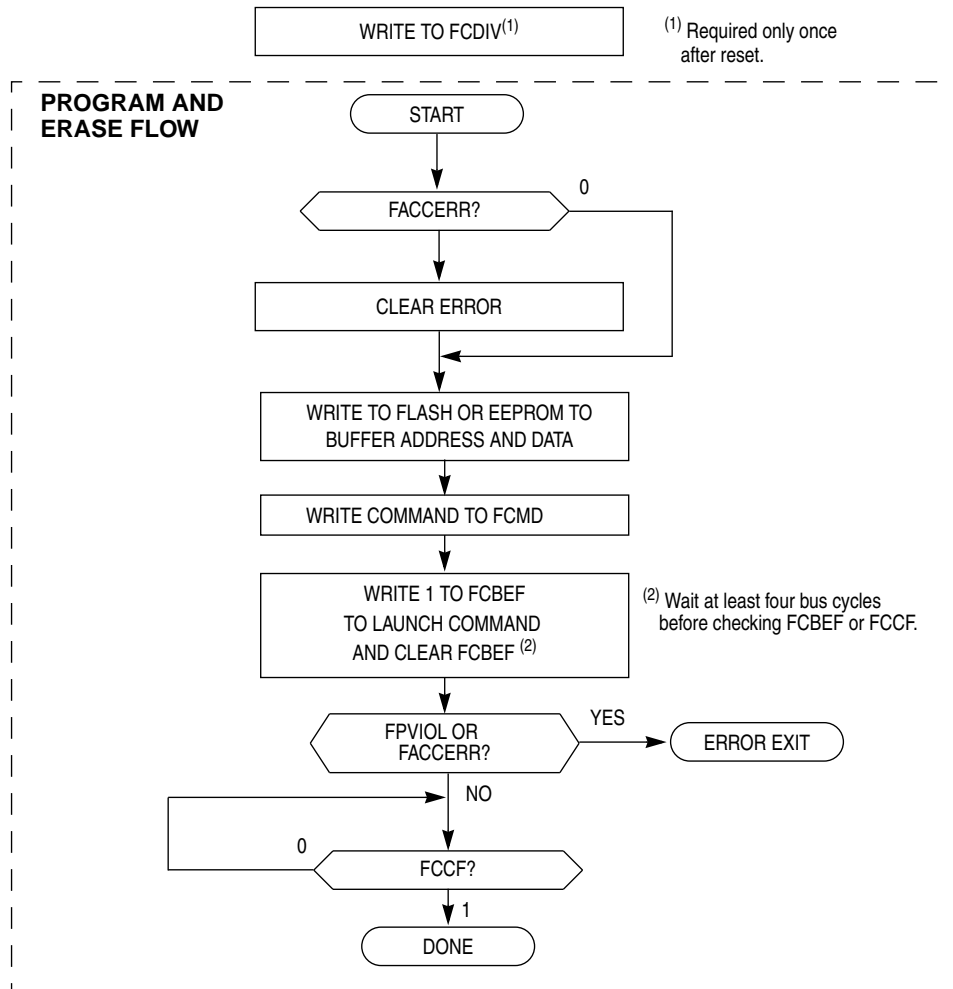 WRITE TO FCDIV(1)
(1) Required only once
after reset.
PROGRAM AND
ERASE FLOW
START
0
FACCERR?
CLEAR ERROR
WRITE TO FLASH OR EEPROM TO
BUFFER ADDRESS AND DATA
WRITE COMMAND TO FCMD
WRITE 1 TO FCBEF
TO LAUNCH COMMAND
AND CLEAR FCBEF (2)
(2) Wait at least four bus cycles
before checking FCBEF or FCCF.
FPVIOL OR
FACCERR?
YES
ERROR EXIT
NO
0
FCCF?
1
DONE